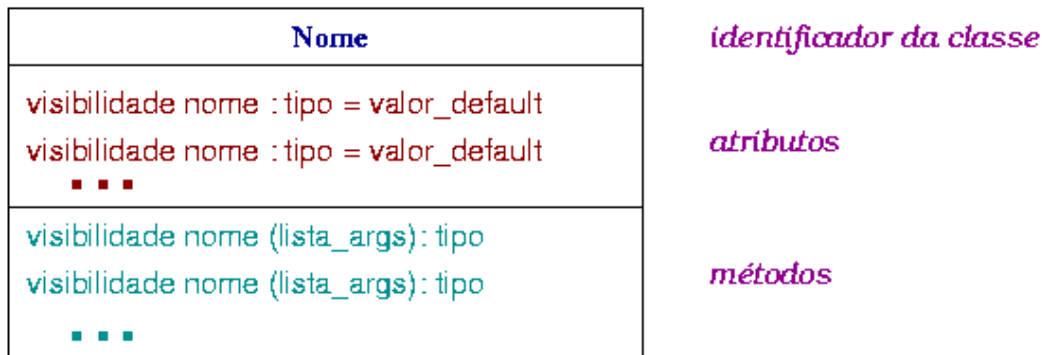 Nome
identificador da classe
visibilidade nome : tipo = valor_default
visibilidade nome : tipo = valor_default
atributos
visibilidade nome (lista_args) : tipo
visibilidade nome (lista_args) : tipo
métodos